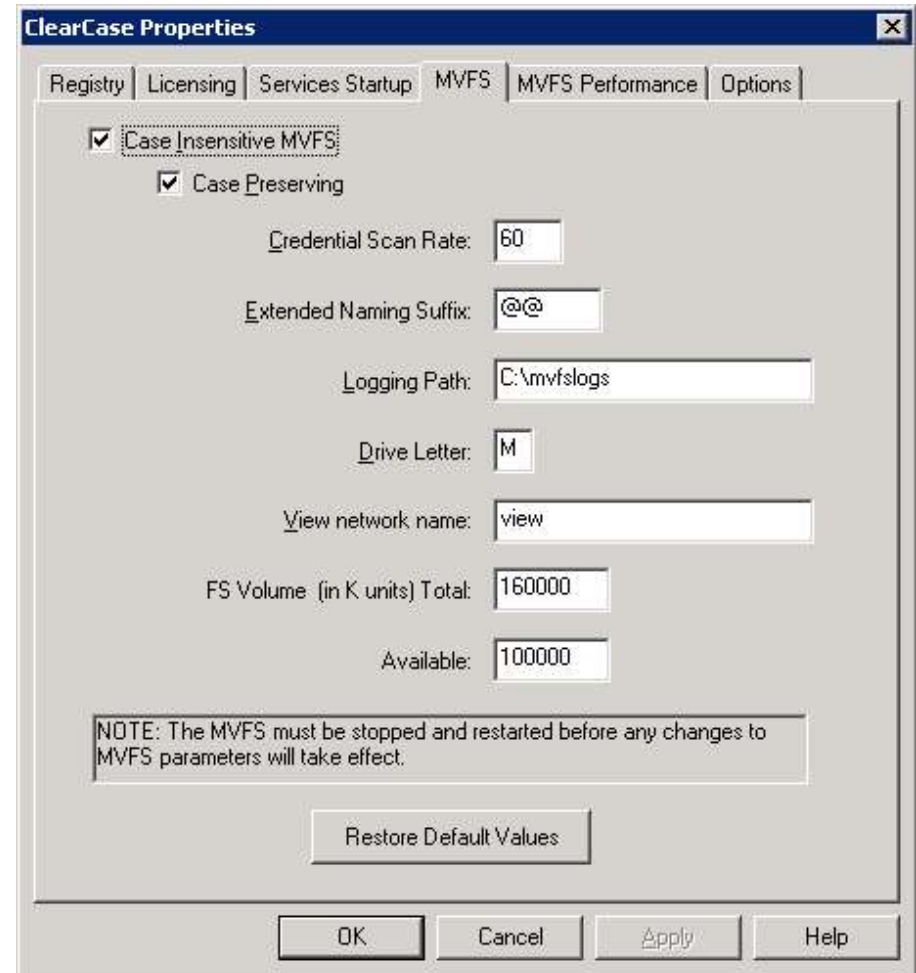 ClearCase Properties
Registry Licensing Services Startup MVFS MVFS Performance Options
Case Insensitive MVFS
Case Preserving
Credential Scan Rate: 60
Extended Naming Suffix: @@
Logging Path: C:\mvfslogs
Drive Letter: M
View network name: view
FS Volume (in K units) Total: 160000
Available: 100000
NOTE: The MVFS must be stopped and restarted before any changes to
MVFS parameters will take effect.
Restore Default Values
OK Cancel Apply Help